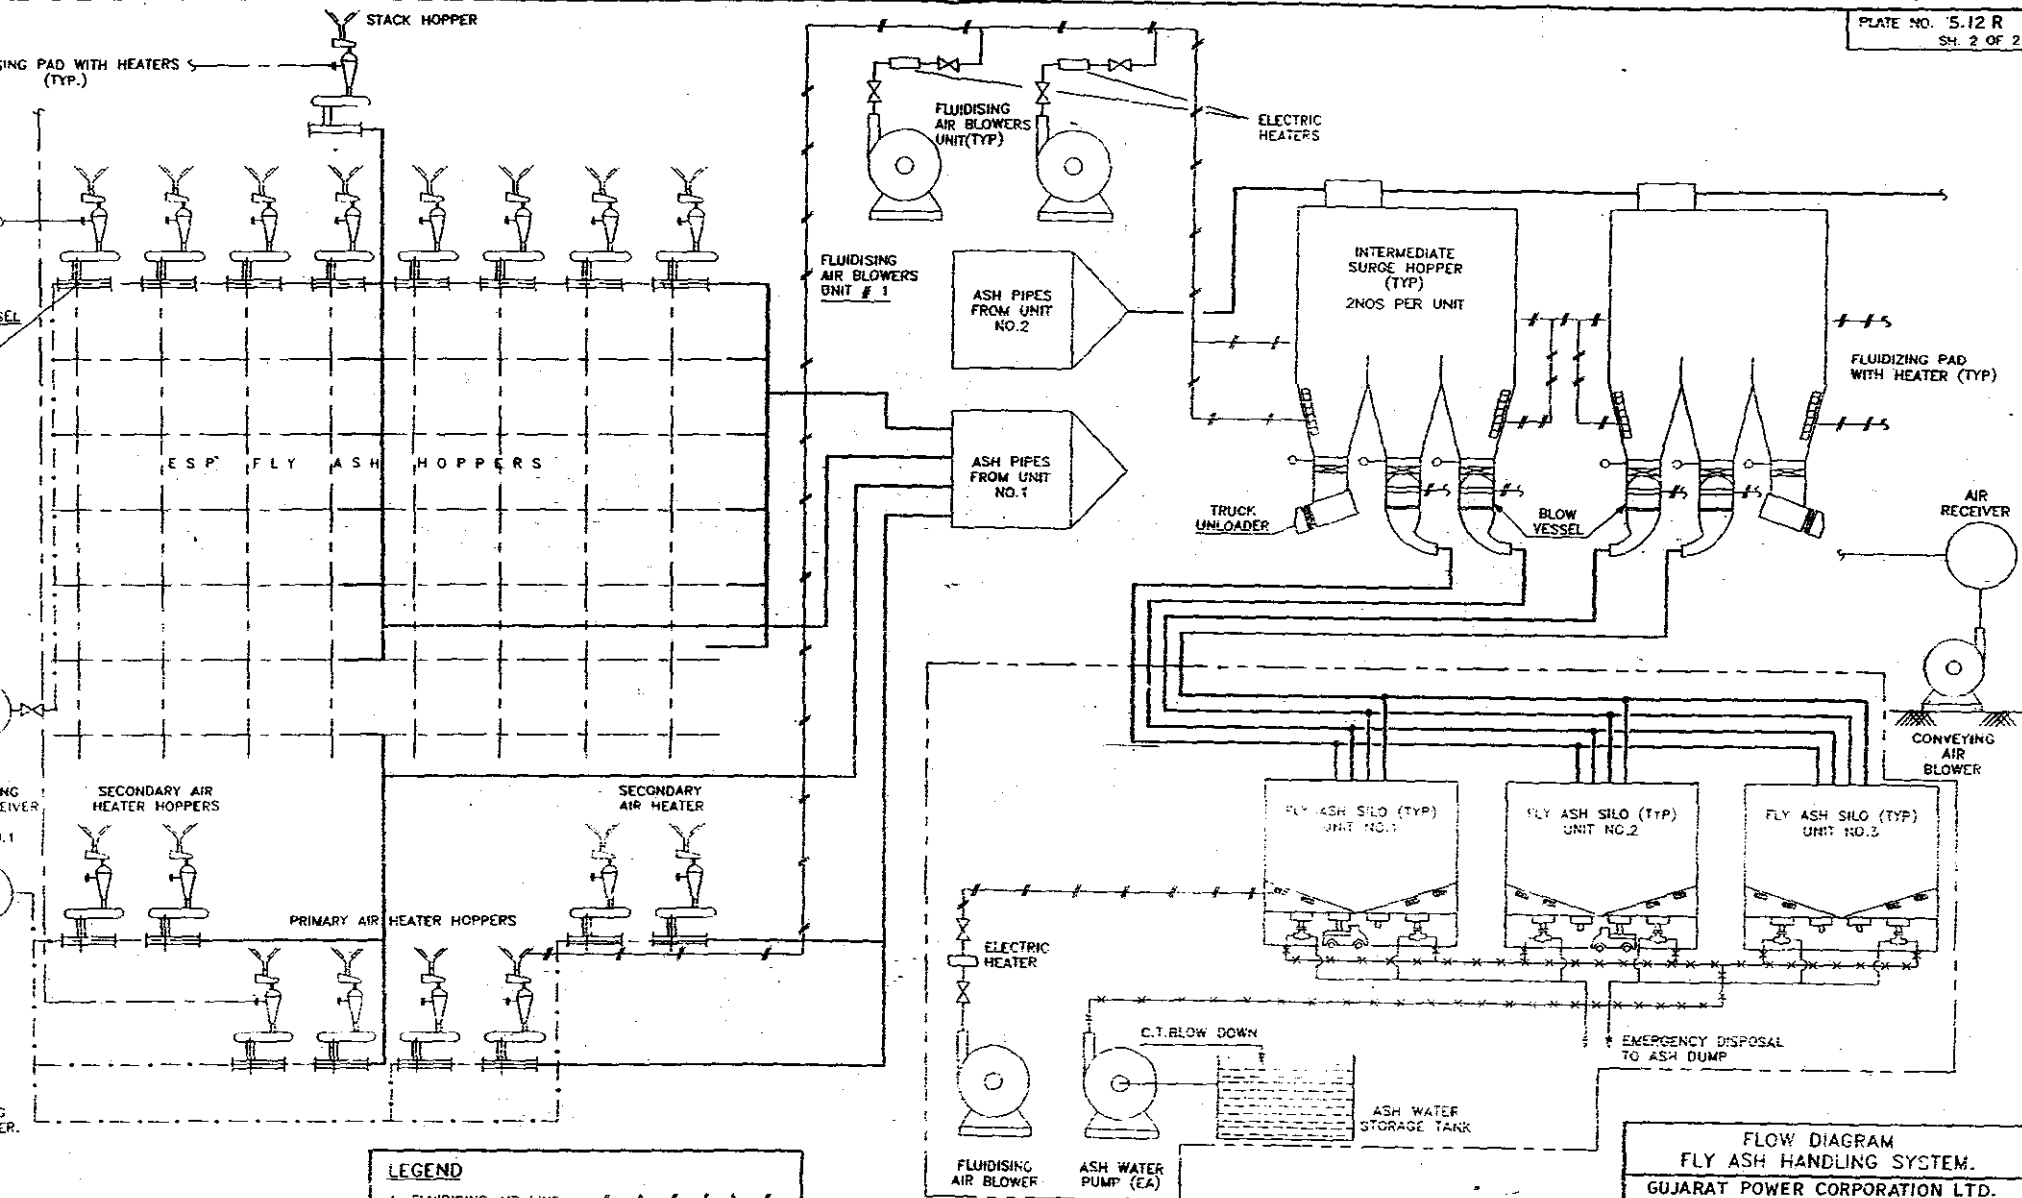 STACK HOPPER
PLATE NO. 5.12 R
SH. 2 OF 2
PAD WITH HEATERS
(TYP.)
FLUIDISING
AIR BLOWERS
UNIT(TYP)
ELECTRIC
HEATERS
FLUIDISING
AIR BLOWERS
UNIT # 1
ASH PIPES
FROM UNIT
NO.2
INTERMEDIATE
SURGE HOPPER
(TYP)
2NOS PER UNIT
FLUIDIZING PAD
WITH HEATER (TYP)
ESP FLY ASH HOPPERS
ASH PIPES
FROM UNIT
NO.1
TRUCK
UNLOADER
BLOW
VESSEL
AIR
RECEIVER
CONVEYING
AIR
BLOWER
SECONDARY AIR
HEATER HOPPERS
SECONDARY
AIR HEATER
FLY ASH SILO (TYP)
UNIT NO.1
FLY ASH SILO (TYP)
UNIT NO.2
FLY ASH SILO (TYP)
UNIT NO.3
PRIMARY AIR HEATER HOPPERS
ELECTRIC
HEATER
C.T.BLOW DOWN
EMERGENCY DISPOSAL
TO ASH DUMP
ASH WATER
STORAGE TANK
FLUIDISING
AIR BLOWER
ASH WATER
PUMP (EA)
LEGEND
FLOW DIAGRAM
FLY ASH HANDLING SYSTEM.
GUJARAT POWER CORPORATION LTD.